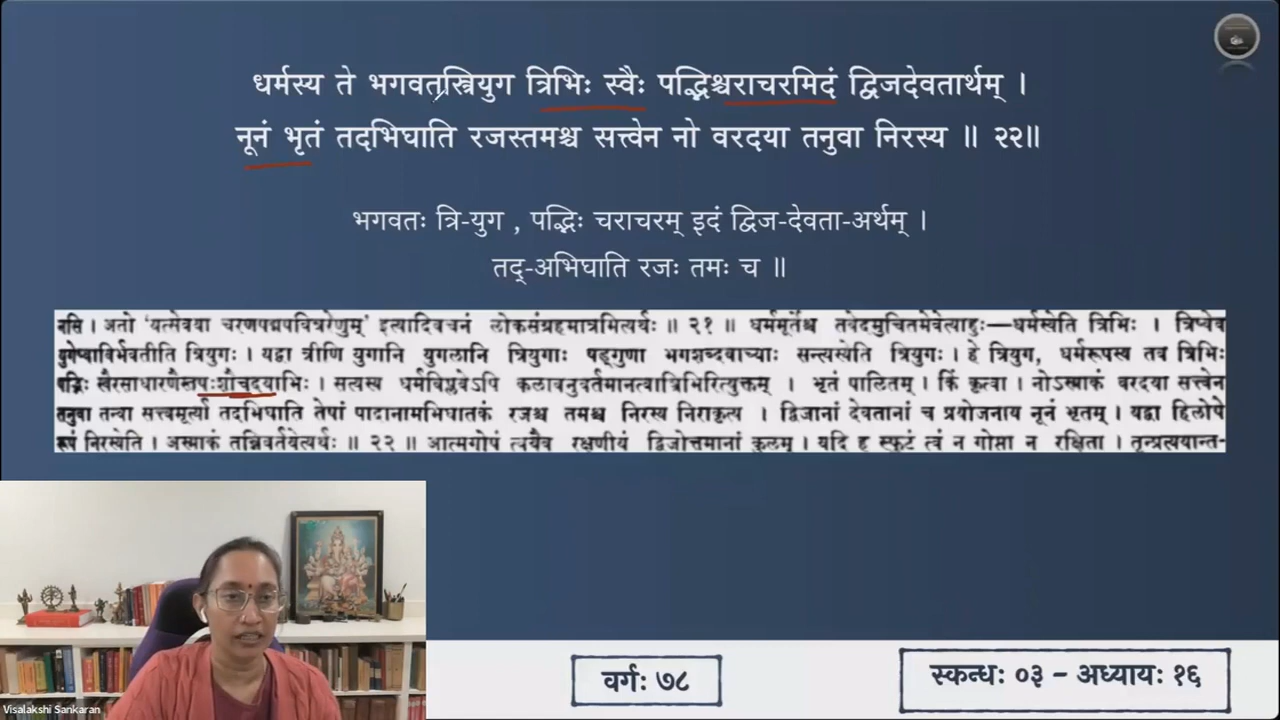 धर्मस्य ते भगवतस्त्रियुग त्रिभिः स्वैः पद्भिश्चराचरमिदं द्विजदेवतार्थम् ।
नूनं भृतं तदभिघाति रजस्तमश्च सत्त्वेन नो वरदया तनुवा निरस्य ॥ २२॥
भगवतः त्रि-युग , पद्भिः चराचरम् इदं द्विज-देवता-अर्थम् ।
तद्-अभिघाति रजः तमः च ॥
नसि । अतो 'यत्सेवया चरणपद्मपवित्ररेणुम्' इत्यादिवचनं लोकसंग्रहमात्रमित्यर्थः ॥ २१ ॥ धर्ममूर्तेश्च तवेदमुचितमेवेत्याहुः—धर्मस्येति त्रिभिः । त्रिष्वेव
युगेष्वाविर्भवतीति त्रियुगः । यद्वा त्रीणि युगानि युगलानि त्रियुगाः षड्गुणा भगशब्दवाच्याः सन्त्यस्येति त्रियुगः । हे त्रियुग, धर्मरूपस्य तव त्रिभिः
पद्भिः स्वैरसाधारणैस्तपःशौचदयाभिः । सत्यस्य धर्मविप्लवेऽपि कलावनुवर्तमानत्वात्रिभिरित्युक्तम् । भृतं पालितम् । किं कृत्वा । नोऽस्माकं वरदया सत्त्वेन
तनुवा तन्वा सत्त्वमूर्त्या तदभिघाति तेषां पादानामभिघातकं रजश्च तमश्च निरस्य निराकृत्य । द्विजानां देवतानां च प्रयोजनाय नूनं भृतम् । यद्वा हिलोपे
रूपं निरस्येति । अस्माकं तन्निवर्तयेत्यर्थः ॥ २२ ॥ आत्मगोपं त्वयैव रक्षणीयं द्विजोत्तमानां कुलम् । यदि ह स्फुटं त्वं न गोप्ता न रक्षिता । तृन्प्रत्ययान्त-
Visalakshi Sankaran
वर्गः ७८
स्कन्धः ०३ – अध्यायः १६